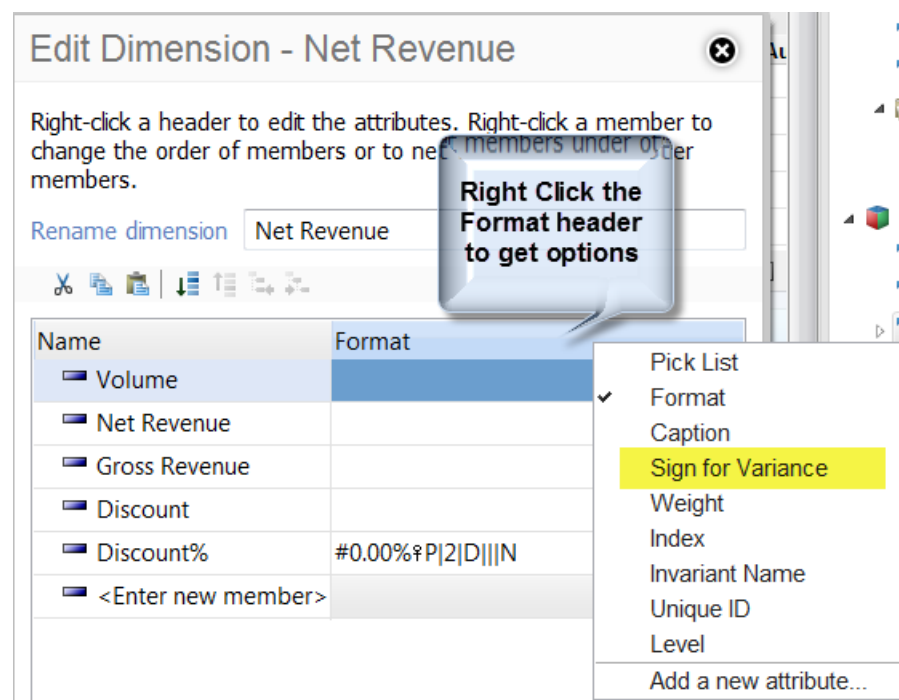 Edit Dimension - Net Revenue
Au
Right-click a header to edit the attributes. Right-click a member to
change the order of members or to nest members under other
members.
Right Click the
Format header
to get options
Rename dimension Net Revenue
Name Format
Volume
Net Revenue
Gross Revenue
Discount
Discount% #0.00%‽P|2|D|||N
<Enter new member>
Pick List
✓ Format
Caption
Sign for Variance
Weight
Index
Invariant Name
Unique ID
Level
Add a new attribute...